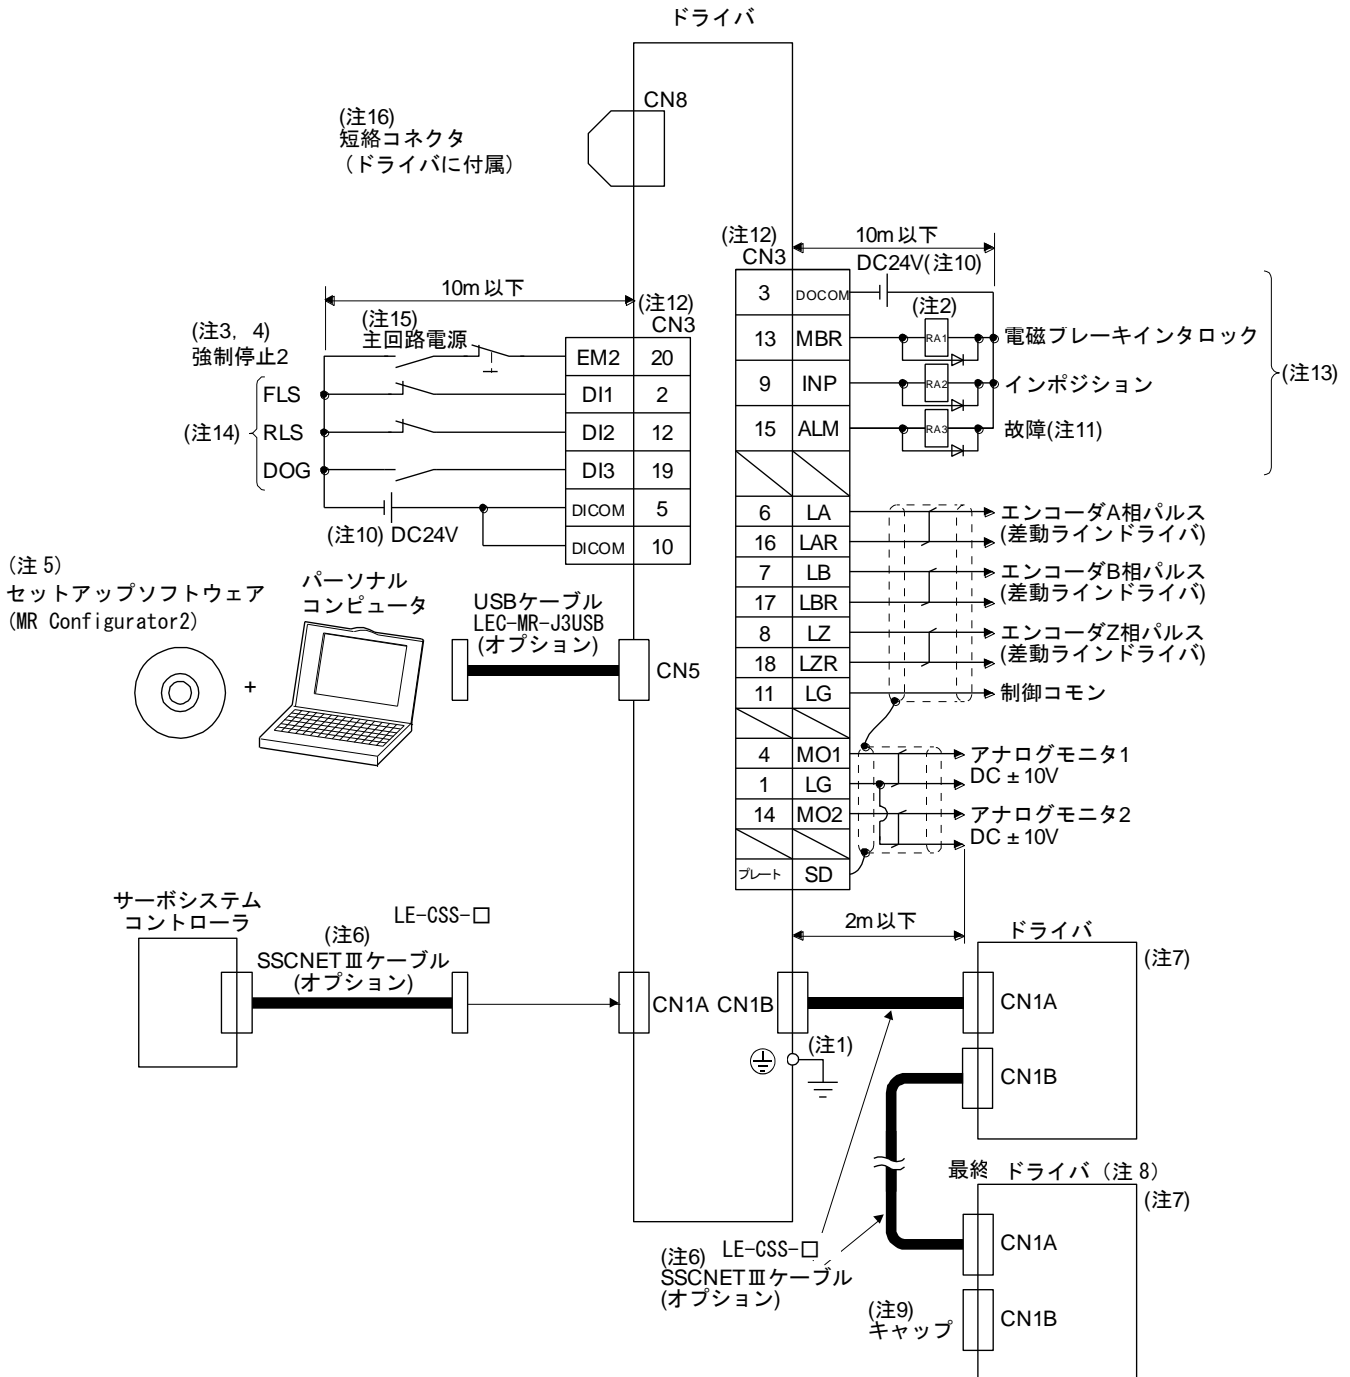 ドライバ
CN8
(注16)
短絡コネクタ
（ドライバに付属）
(注12)
CN3
10m以下
DC24V(注10)
3 DOCOM
(注2)
13 MBR RA1 電磁ブレーキインタロック
9 INP RA2 インポジション
15 ALM RA3 故障(注11)
(注13)
10m以下
(注12)
CN3
(注3, 4)
強制停止2
(注15)
主回路電源
EM2 20
FLS DI1 2
(注14) RLS DI2 12
DOG DI3 19
DICOM 5
(注10) DC24V
DICOM 10
6 LA エンコーダA相パルス
16 LAR (差動ラインドライバ)
7 LB エンコーダB相パルス
17 LBR (差動ラインドライバ)
8 LZ エンコーダZ相パルス
18 LZR (差動ラインドライバ)
11 LG 制御コモン
4 MO1 アナログモニタ1
1 LG DC±10V
14 MO2 アナログモニタ2
DC±10V
プレート SD
2m以下
(注 5)
セットアップソフトウェア
(MR Configurator2)
+
パーソナル
コンピュータ
USBケーブル
LEC-MR-J3USB
(オプション)
CN5
サーボシステム
コントローラ
LE-CSS-□
(注6)
SSCNETⅢケーブル
(オプション)
CN1A CN1B
(注1)
ドライバ
(注7)
CN1A
CN1B
最終 ドライバ（注 8）
(注7)
CN1A
CN1B
(注6) LE-CSS-□
SSCNETⅢケーブル
(オプション)
(注9)
キャップ